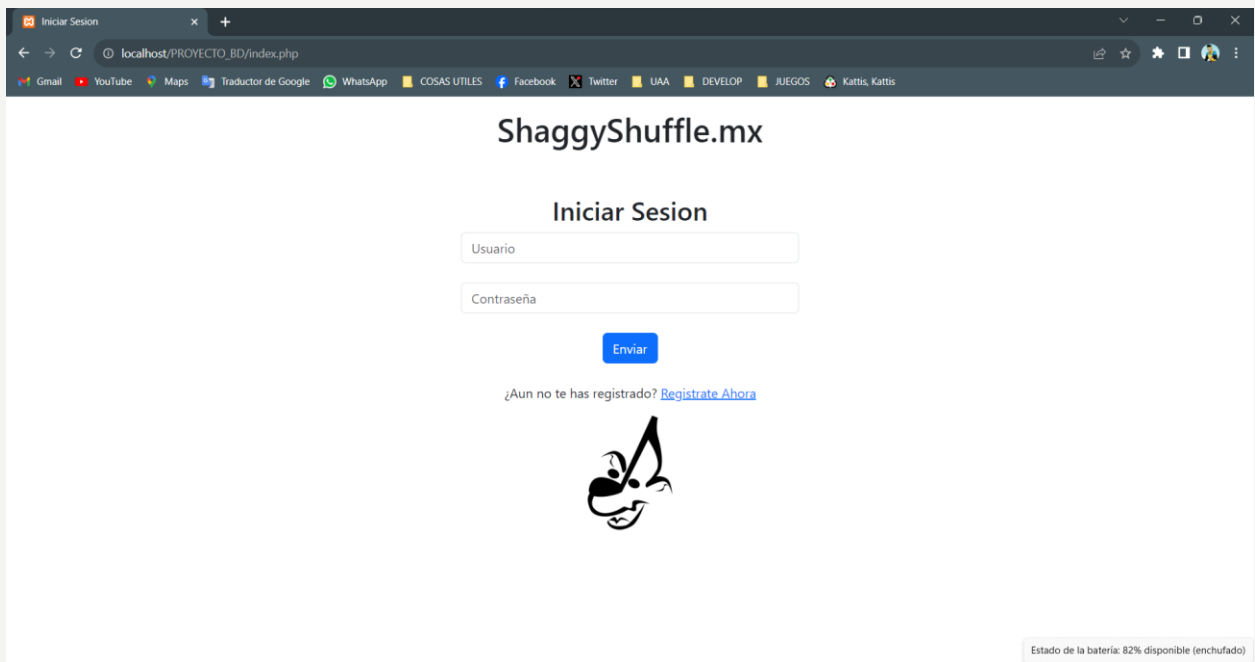 Iniciar Sesion
localhost/PROYECTO_BD/index.php
Gmail YouTube Maps Traductor de Google WhatsApp COSAS UTILES Facebook Twitter UAA DEVELOP JUEGOS Kattis, Kattis
ShaggyShuffle.mx
Iniciar Sesion
Usuario
Contraseña
Enviar
¿Aun no te has registrado? Registrate Ahora
Estado de la batería: 82% disponible (enchufado)